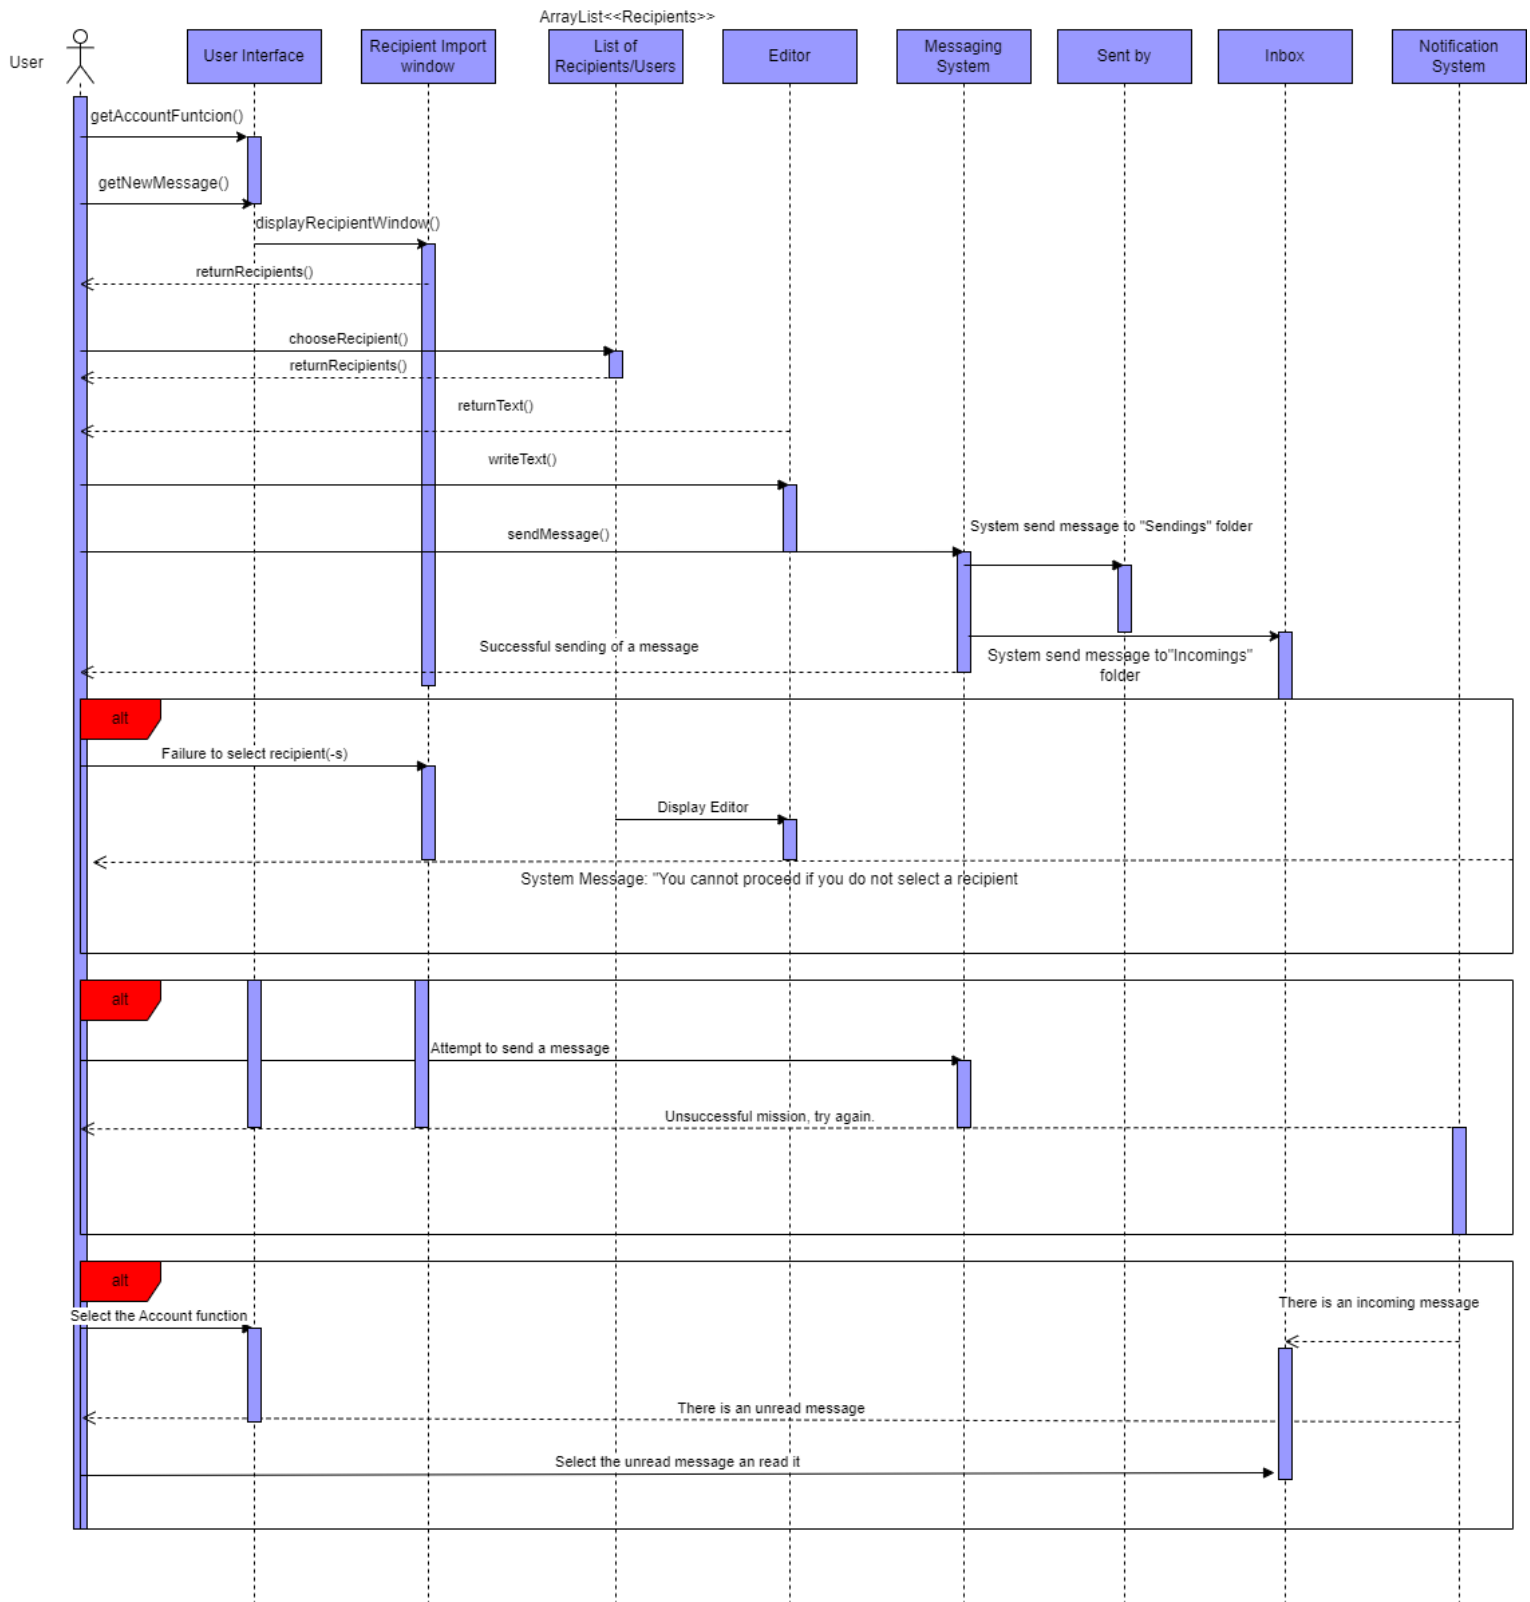 ArrayList<<Recipients>>
User
User Interface
Recipient Import
window
List of
Recipients/Users
Editor
Messaging
System
Sent by
Inbox
Notification
System
getAccountFuntcion()
getNewMessage()
displayRecipientWindow()
returnRecipients()
chooseRecipient()
returnRecipients()
returnText()
writeText()
System send message to "Sendings" folder
sendMessage()
Successful sending of a message
System send message to"Incomings"
folder
alt
Failure to select recipient(-s)
Display Editor
System Message: "You cannot proceed if you do not select a recipient
alt
Attempt to send a message
Unsuccessful mission, try again.
alt
There is an incoming message
Select the Account function
There is an unread message
Select the unread message an read it